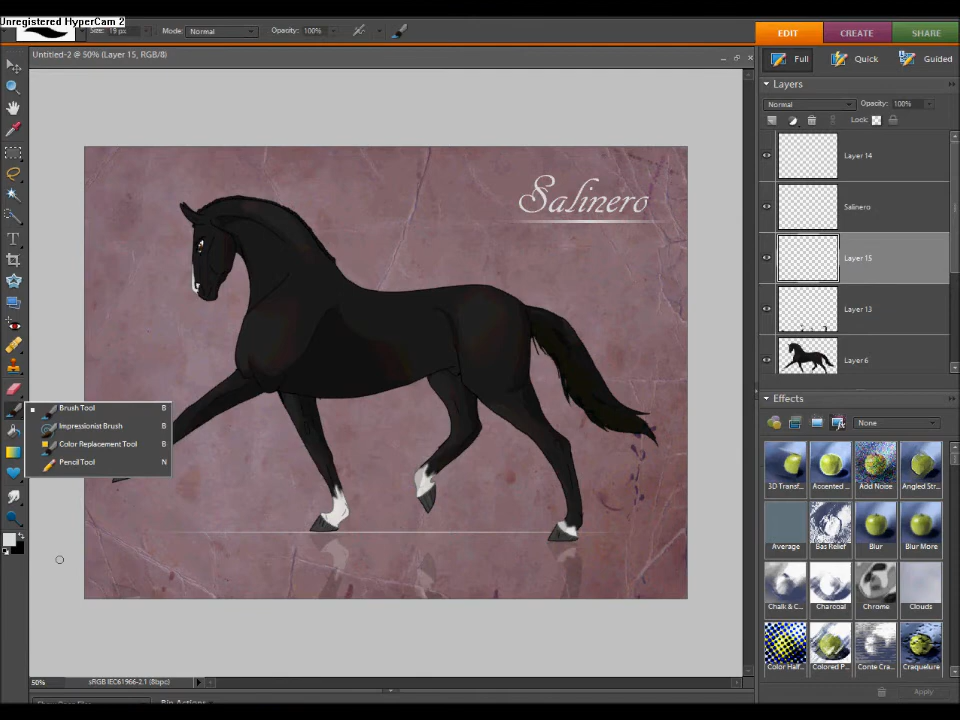 Unregistered HyperCam 2
Size: 19 px
Mode: Normal
Opacity: 100%
EDIT
CREATE
SHARE
Untitled-2 @ 50% (Layer 15, RGB/8)
Full
Quick
Guided
Layers
Normal
Opacity: 100%
Lock:
Layer 14
Salinero
Layer 15
Layer 13
Layer 6
Salinero
Brush Tool B
Impressionist Brush B
Color Replacement Tool B
Pencil Tool N
Effects
None
3D Transf...
Accented ...
Add Noise
Angled Str...
Average
Bas Relief
Blur
Blur More
Chalk & C...
Charcoal
Chrome
Clouds
Color Half...
Colored P...
Conte Cra...
Craquelure
50%
sRGB IEC61966-2.1 (8bpc)
Apply